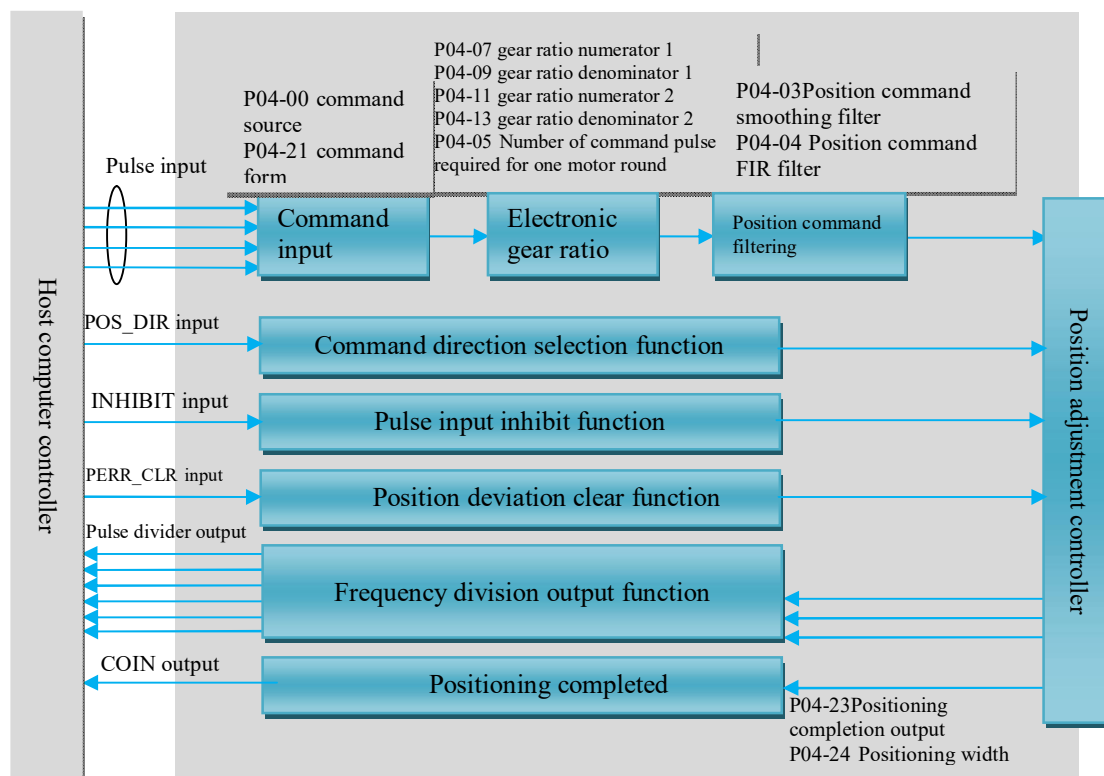 P04-07 gear ratio numerator 1
P04-09 gear ratio denominator 1
P04-11 gear ratio numerator 2
P04-13 gear ratio denominator 2
P04-05 Number of command pulse
required for one motor round
P04-00 command
source
P04-21 command
form
P04-03Position command
smoothing filter
P04-04 Position command
FIR filter
Pulse input
Command
input
Electronic
gear ratio
Position command
filtering
Host computer controller
Position adjustment controller
POS_DIR input
Command direction selection function
INHIBIT input
Pulse input inhibit function
PERR_CLR input
Position deviation clear function
Pulse divider output
Frequency division output function
COIN output
Positioning completed
P04-23Positioning
completion output
P04-24 Positioning width